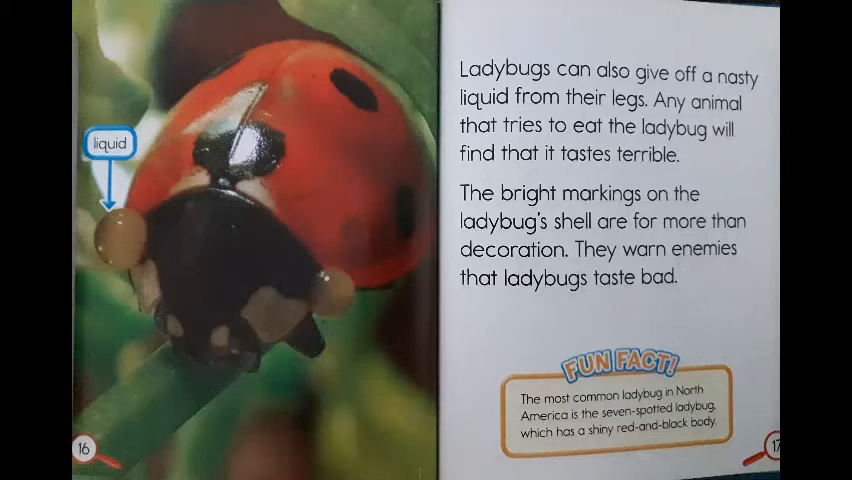 liquid
16
Ladybugs can also give off a nasty
liquid from their legs. Any animal
that tries to eat the ladybug will
find that it tastes terrible.
The bright markings on the
ladybug's shell are for more than
decoration. They warn enemies
that ladybugs taste bad.
FUN FACT!
The most common ladybug in North
America is the seven-spotted ladybug,
which has a shiny red-and-black body.
17